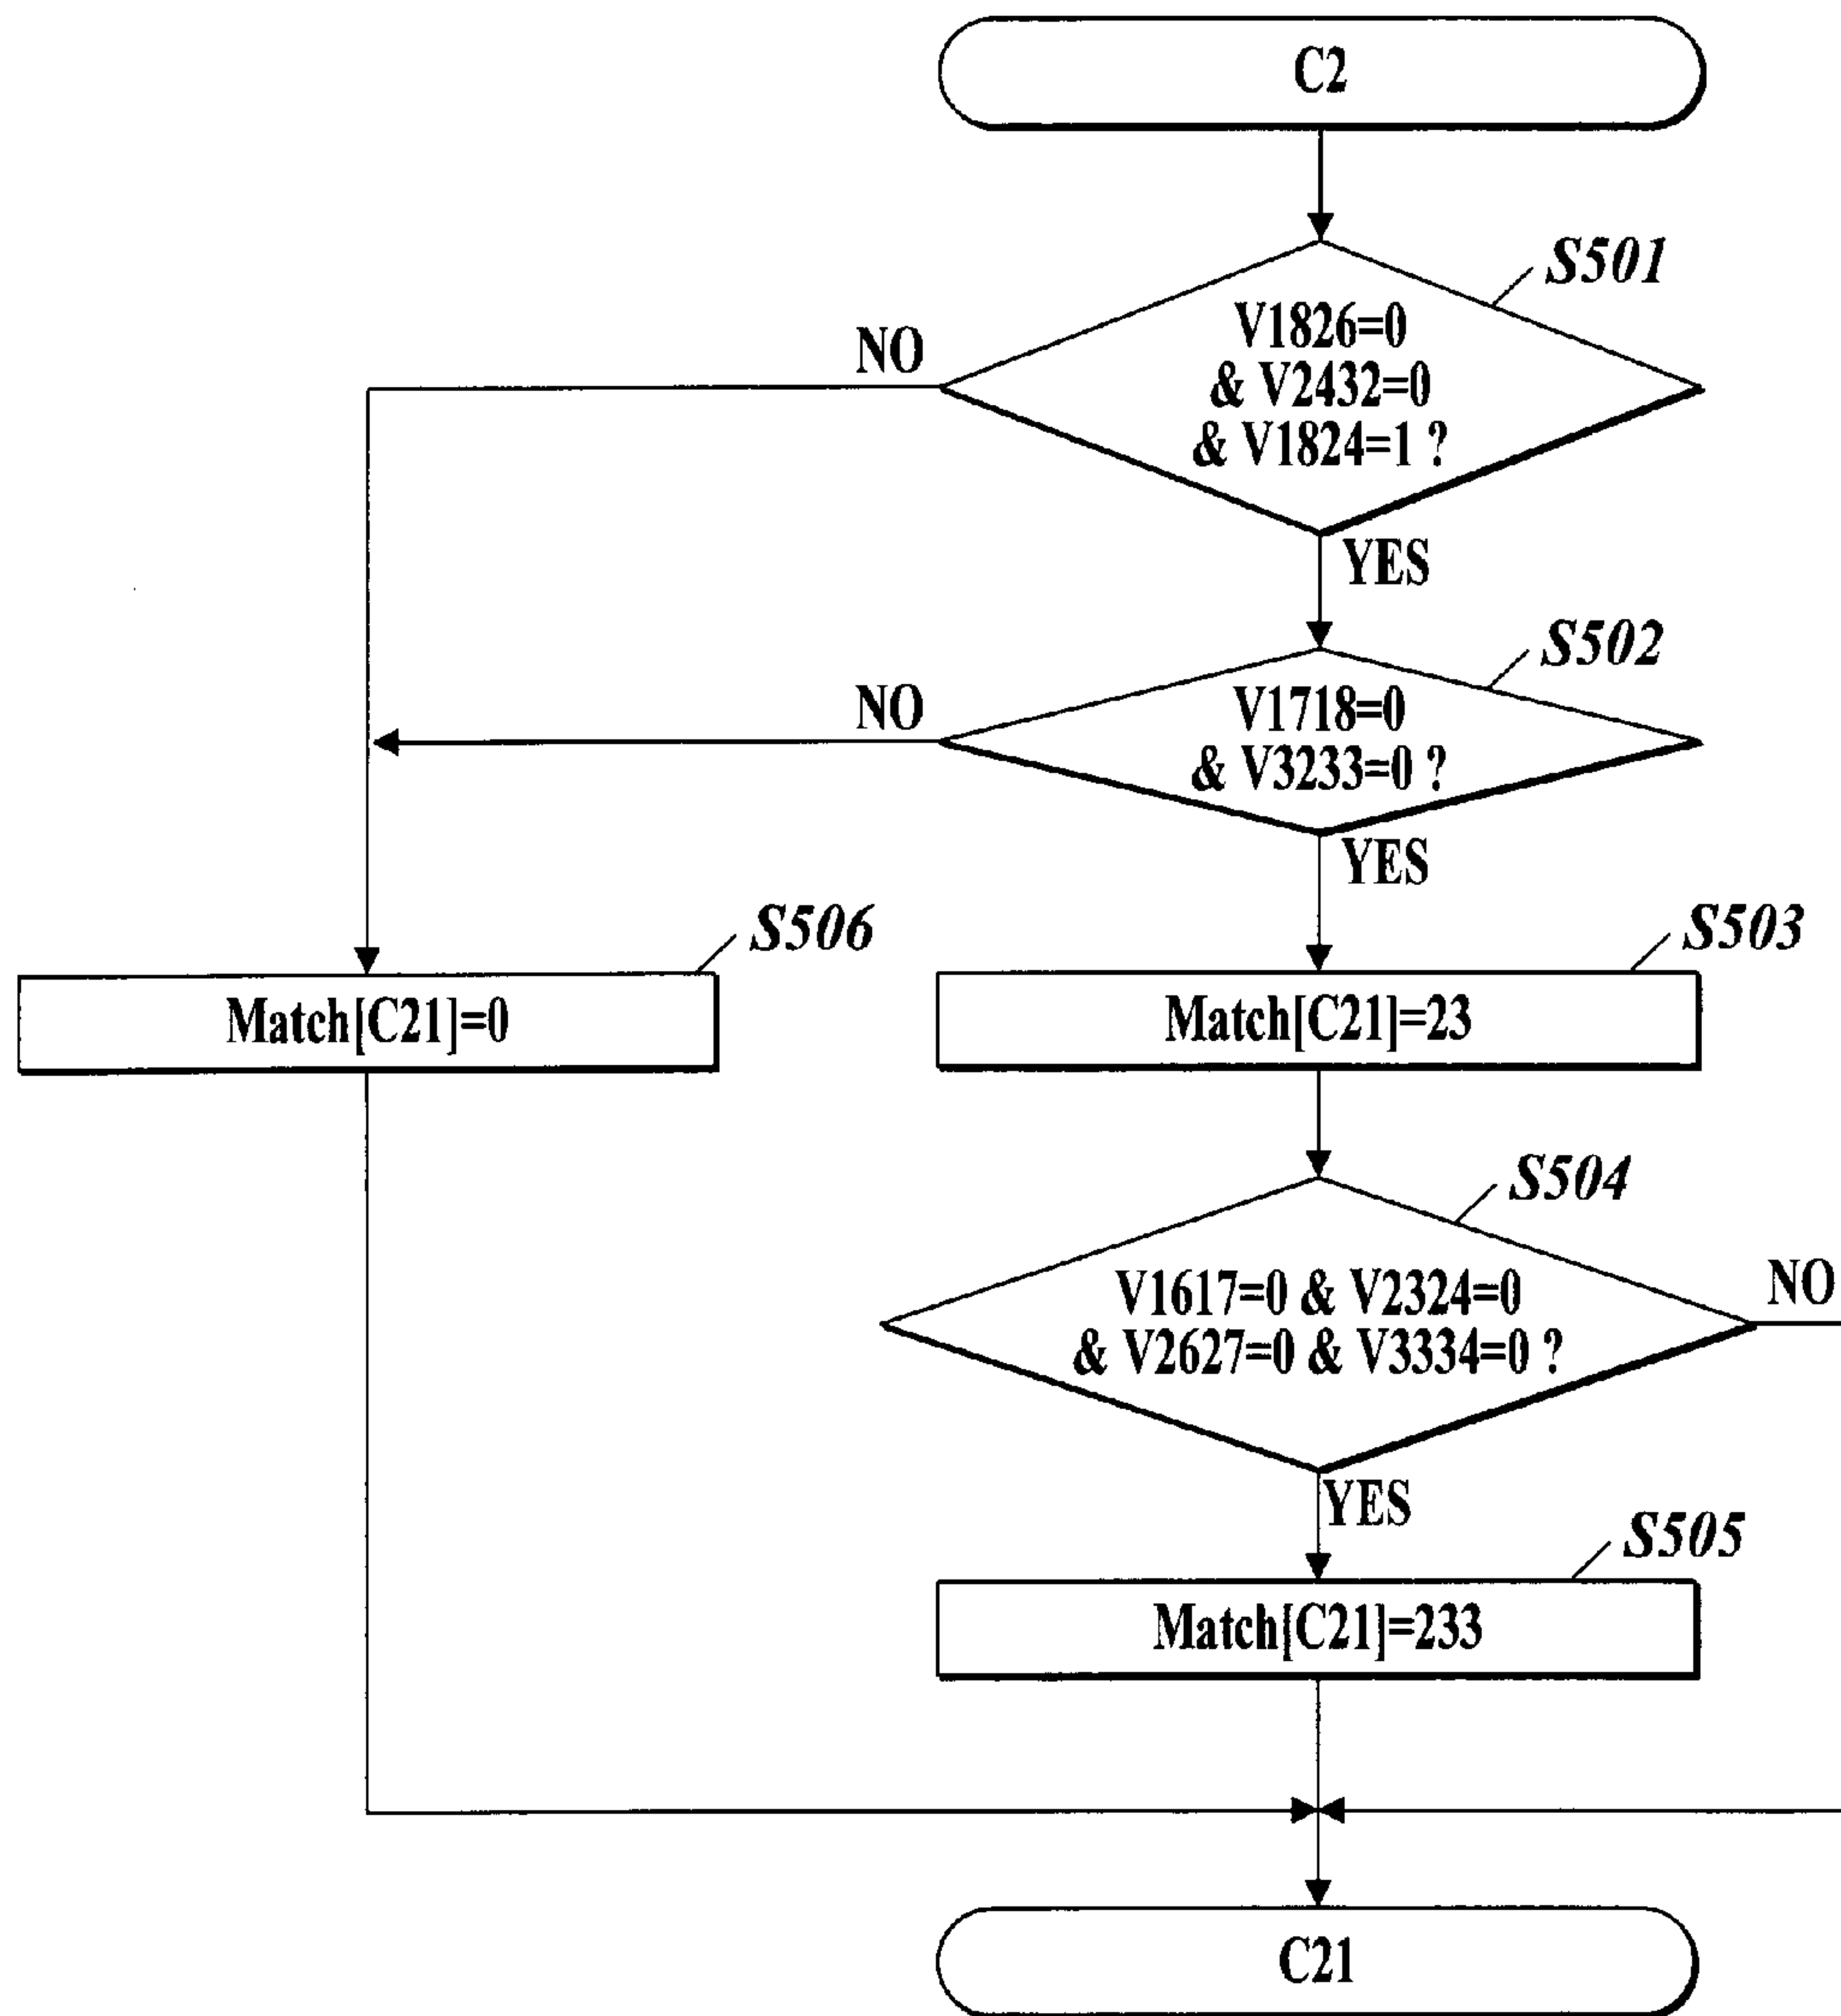 C2
S501
V1826=0
& V2432=0
& V1824=1 ?
NO
YES
S502
V1718=0
& V3233=0 ?
NO
YES
S506
Match[C21]=0
S503
Match[C21]=23
S504
V1617=0 & V2324=0
& V2627=0 & V3334=0 ?
NO
YES
S505
Match[C21]=233
C21